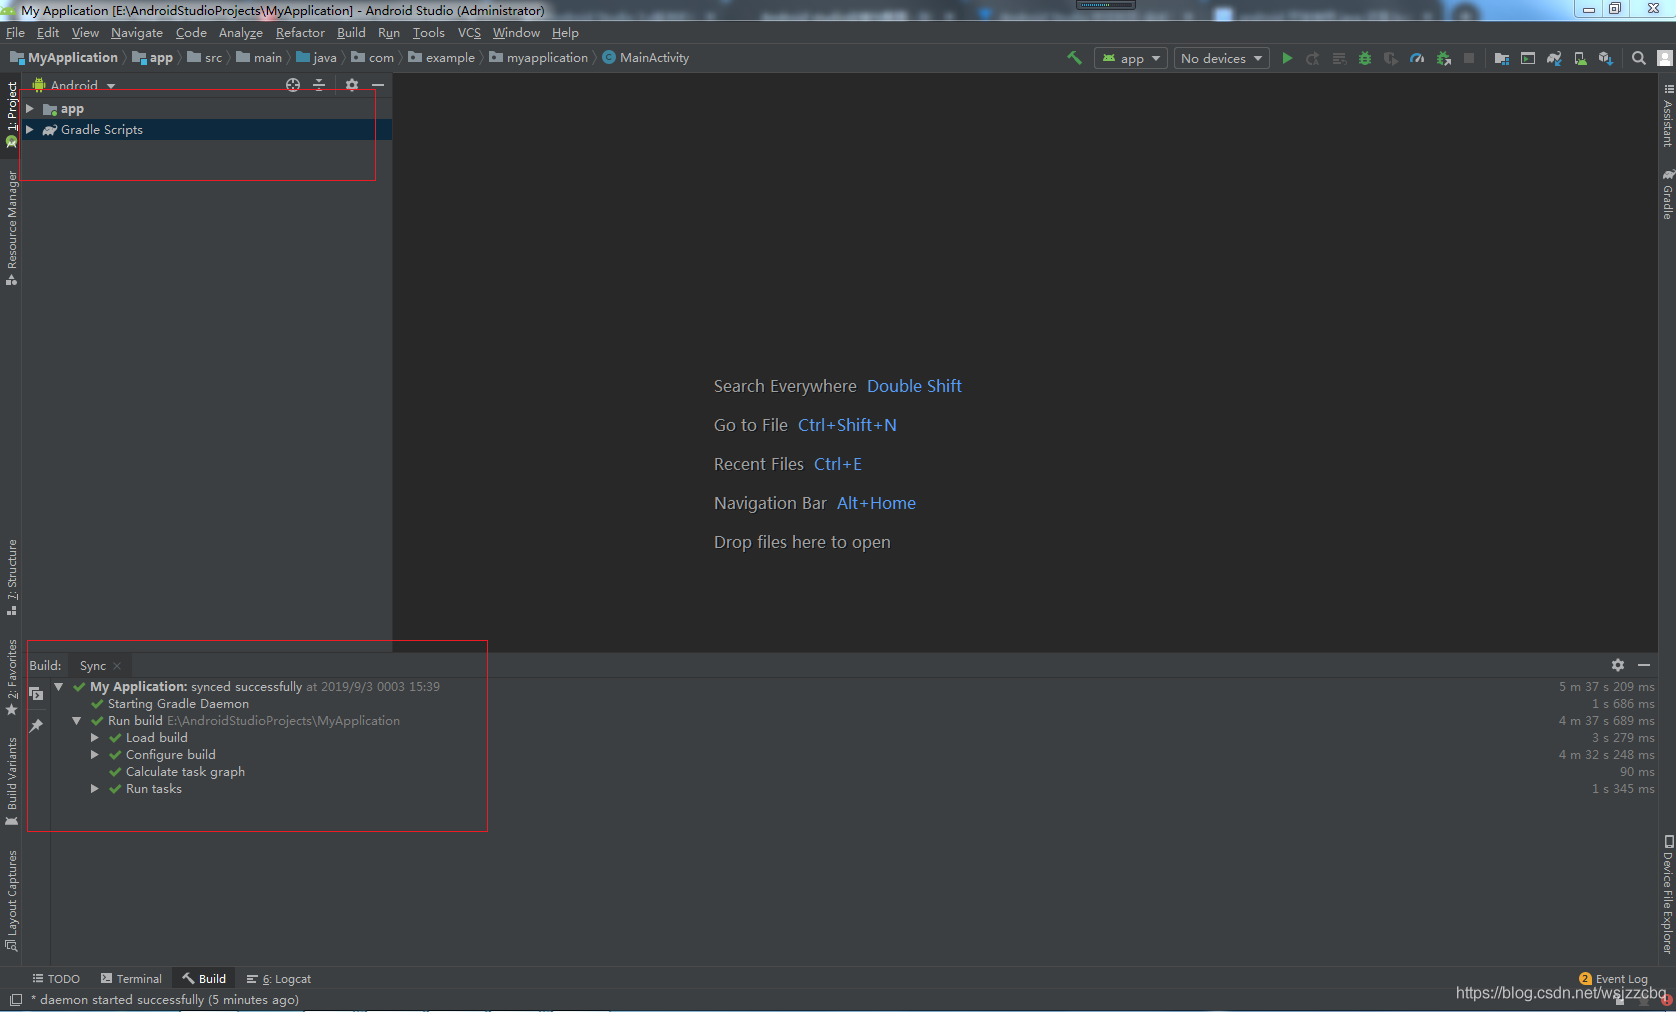 My Application [E:\AndroidStudioProjects\MyApplication] - Android Studio (Administrator)
File Edit View Navigate Code Analyze Refactor Build Run Tools VCS Window Help
MyApplication app src main java com example myapplication MainActivity app No devices
Android
1: Project
app
Gradle Scripts
Resource Manager
Assistant
Gradle
Search Everywhere Double Shift
Go to File Ctrl+Shift+N
Recent Files Ctrl+E
Navigation Bar Alt+Home
Drop files here to open
7: Structure
2: Favorites
Build Variants
Layout Captures
Device File Explorer
Build: Sync
My Application: synced successfully at 2019/9/3 0003 15:39 5 m 37 s 209 ms
Starting Gradle Daemon 1 s 686 ms
Run build E:\AndroidStudioProjects\MyApplication 4 m 37 s 689 ms
Load build 3 s 279 ms
Configure build 4 m 32 s 248 ms
Calculate task graph 90 ms
Run tasks 1 s 345 ms
TODO Terminal Build 6: Logcat 2 Event Log
* daemon started successfully (5 minutes ago)
https://blog.csdn.net/wsjzzcbq